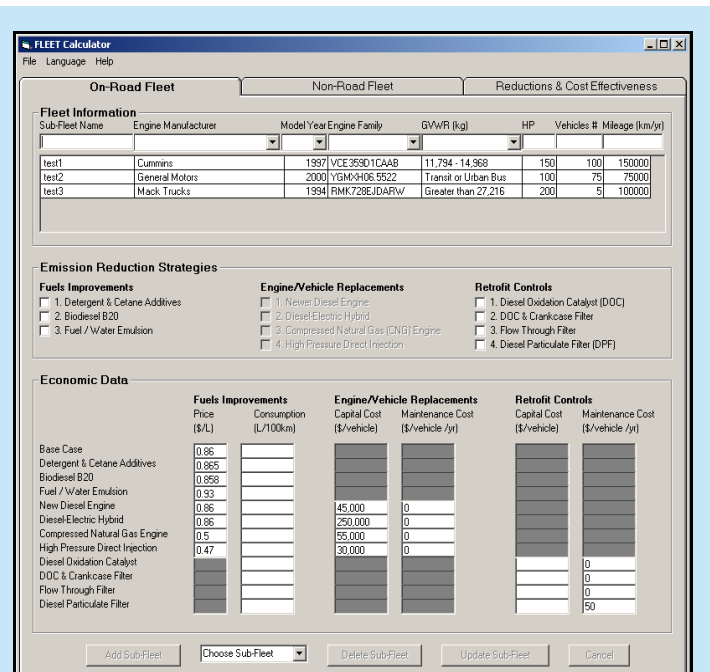 FLEET Calculator
File Language Help
On-Road Fleet Non-Road Fleet Reductions & Cost Effectiveness
Fleet Information
Sub-Fleet Name Engine Manufacturer Model Year Engine Family GVWR (kg) HP Vehicles # Mileage (km/yr)
test1 Cummins 1997 VCE359D1CAAB 11,794 - 14,968 150 100 150000
test2 General Motors 2000 YGMXH06.5522 Transit or Urban Bus 100 75 75000
test3 Mack Trucks 1994 RMK728EJDARW Greater than 27,216 200 5 100000
Emission Reduction Strategies
Fuels Improvements Engine/Vehicle Replacements Retrofit Controls
1. Detergent & Cetane Additives 1. Newer Diesel Engine 1. Diesel Oxidation Catalyst (DOC)
2. Biodiesel B20 2. Diesel-Electric Hybrid 2. DOC & Crankcase Filter
3. Fuel / Water Emulsion 3. Compressed Natural Gas (CNG) Engine 3. Flow Through Filter
4. High Pressure Direct Injection 4. Diesel Particulate Filter (DPF)
Economic Data
Fuels Improvements Engine/Vehicle Replacements Retrofit Controls
Price Consumption Capital Cost Maintenance Cost Capital Cost Maintenance Cost
($/L) (L/100km) ($/vehicle) ($/vehicle /yr) ($/vehicle) ($/vehicle /yr)
Base Case 0.86
Detergent & Cetane Additives 0.865
Biodiesel B20 0.858
Fuel / Water Emulsion 0.93
New Diesel Engine 0.86 45,000 0
Diesel-Electric Hybrid 0.86 250,000 0
Compressed Natural Gas Engine 0.5 55,000 0
High Pressure Direct Injection 0.47 30,000 0
Diesel Oxidation Catalyst 0
DOC & Crankcase Filter 0
Flow Through Filter 0
Diesel Particulate Filter 50
Add Sub-Fleet Choose Sub-Fleet Delete Sub-Fleet Update Sub-Fleet Cancel